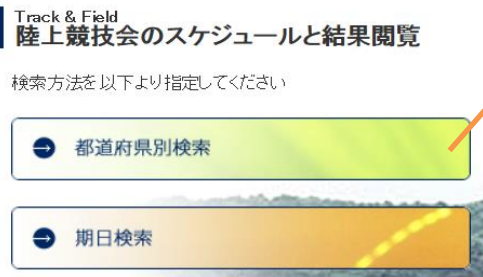 Track & Field
陸上競技会のスケジュールと結果閲覧
検索方法を以下より指定してください
都道府県別検索
期日検索